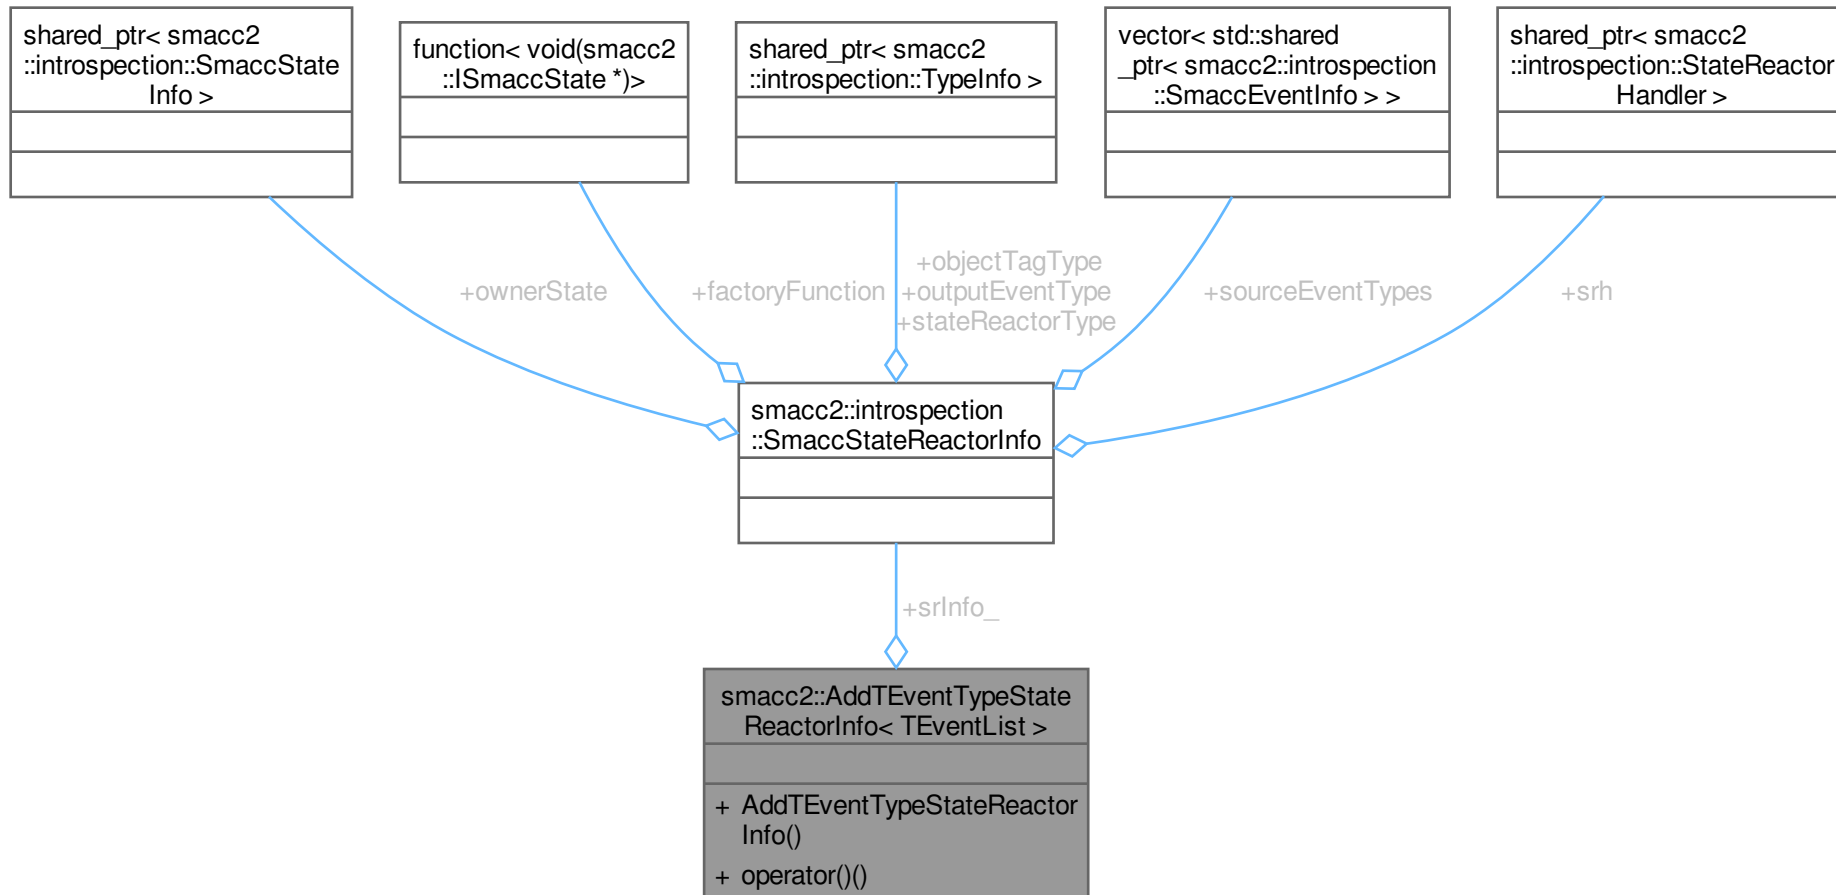 shared_ptr< smacc2
::introspection::SmaccState
Info >
function< void(smacc2
::ISmaccState *)>
shared_ptr< smacc2
::introspection::TypeInfo >
vector< std::shared
_ptr< smacc2::introspection
::SmaccEventInfo > >
shared_ptr< smacc2
::introspection::StateReactor
Handler >
+ownerState
+factoryFunction
+objectTagType
+outputEventType
+stateReactorType
+sourceEventTypes
+srh
smacc2::introspection
::SmaccStateReactorInfo
+srInfo_
smacc2::AddTEventTypeState
ReactorInfo< TEventList >
+ AddTEventTypeStateReactor
Info()
+ operator()()